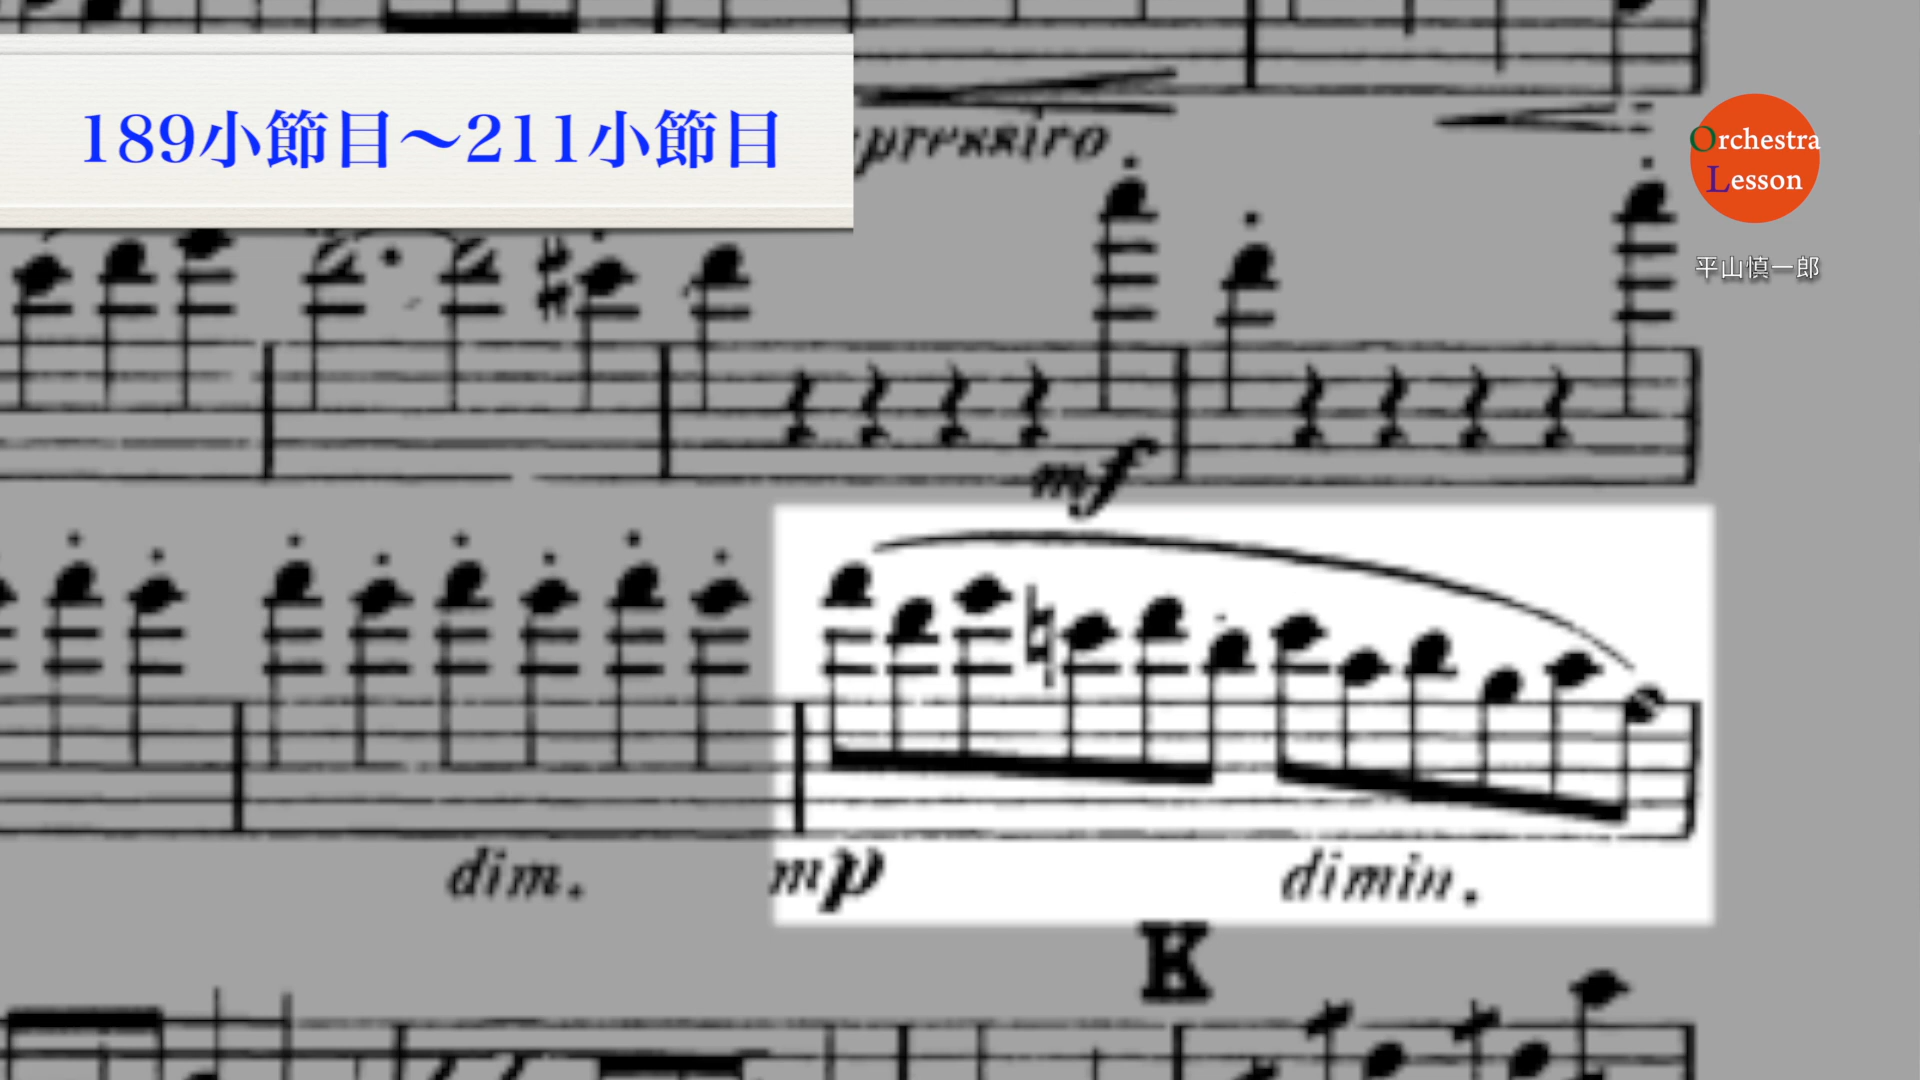 189小節目～211小節目
pressivo
Orchestra
Lesson
平山慎一郎
mf
dim.
mp
dimin.
K